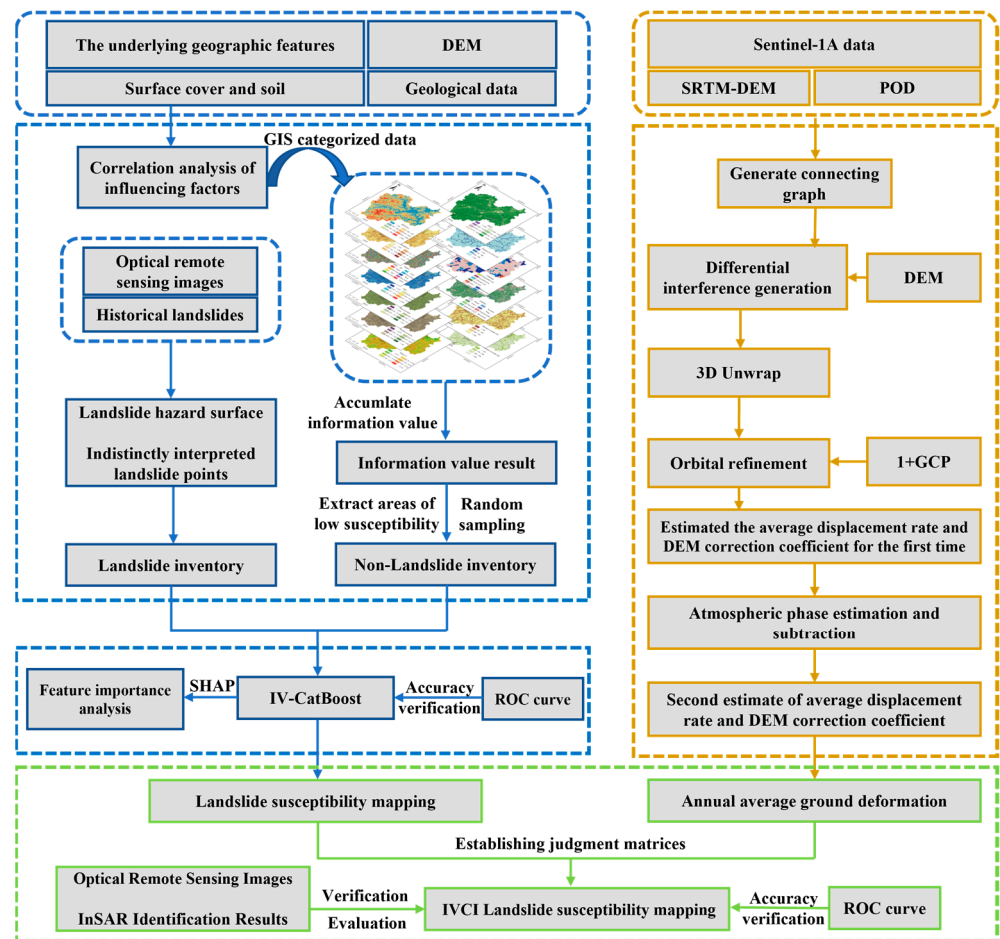 The underlying geographic features
DEM
Surface cover and soil
Geological data
Sentinel-1A data
SRTM-DEM
POD
GIS categorized data
Correlation analysis of
influencing factors
Optical remote
sensing images
Historical landslides
Landslide hazard surface
Indistinctly interpreted
landslide points
Landslide inventory
Accumlate
information value
Information value result
Extract areas of
low susceptibility
Random
sampling
Non-Landslide inventory
Generate connecting
graph
Differential
interference generation
DEM
3D Unwrap
Orbital refinement
1+GCP
Estimated the average displacement rate and
DEM correction coefficient for the first time
Atmospheric phase estimation and
subtraction
Second estimate of average displacement
rate and DEM correction coefficient
Feature importance
analysis
SHAP
IV-CatBoost
Accuracy
verification
ROC curve
Landslide susceptibility mapping
Annual average ground deformation
Establishing judgment matrices
Optical Remote Sensing Images
InSAR Identification Results
Verification
Evaluation
IVCI Landslide susceptibility mapping
Accuracy
verification
ROC curve